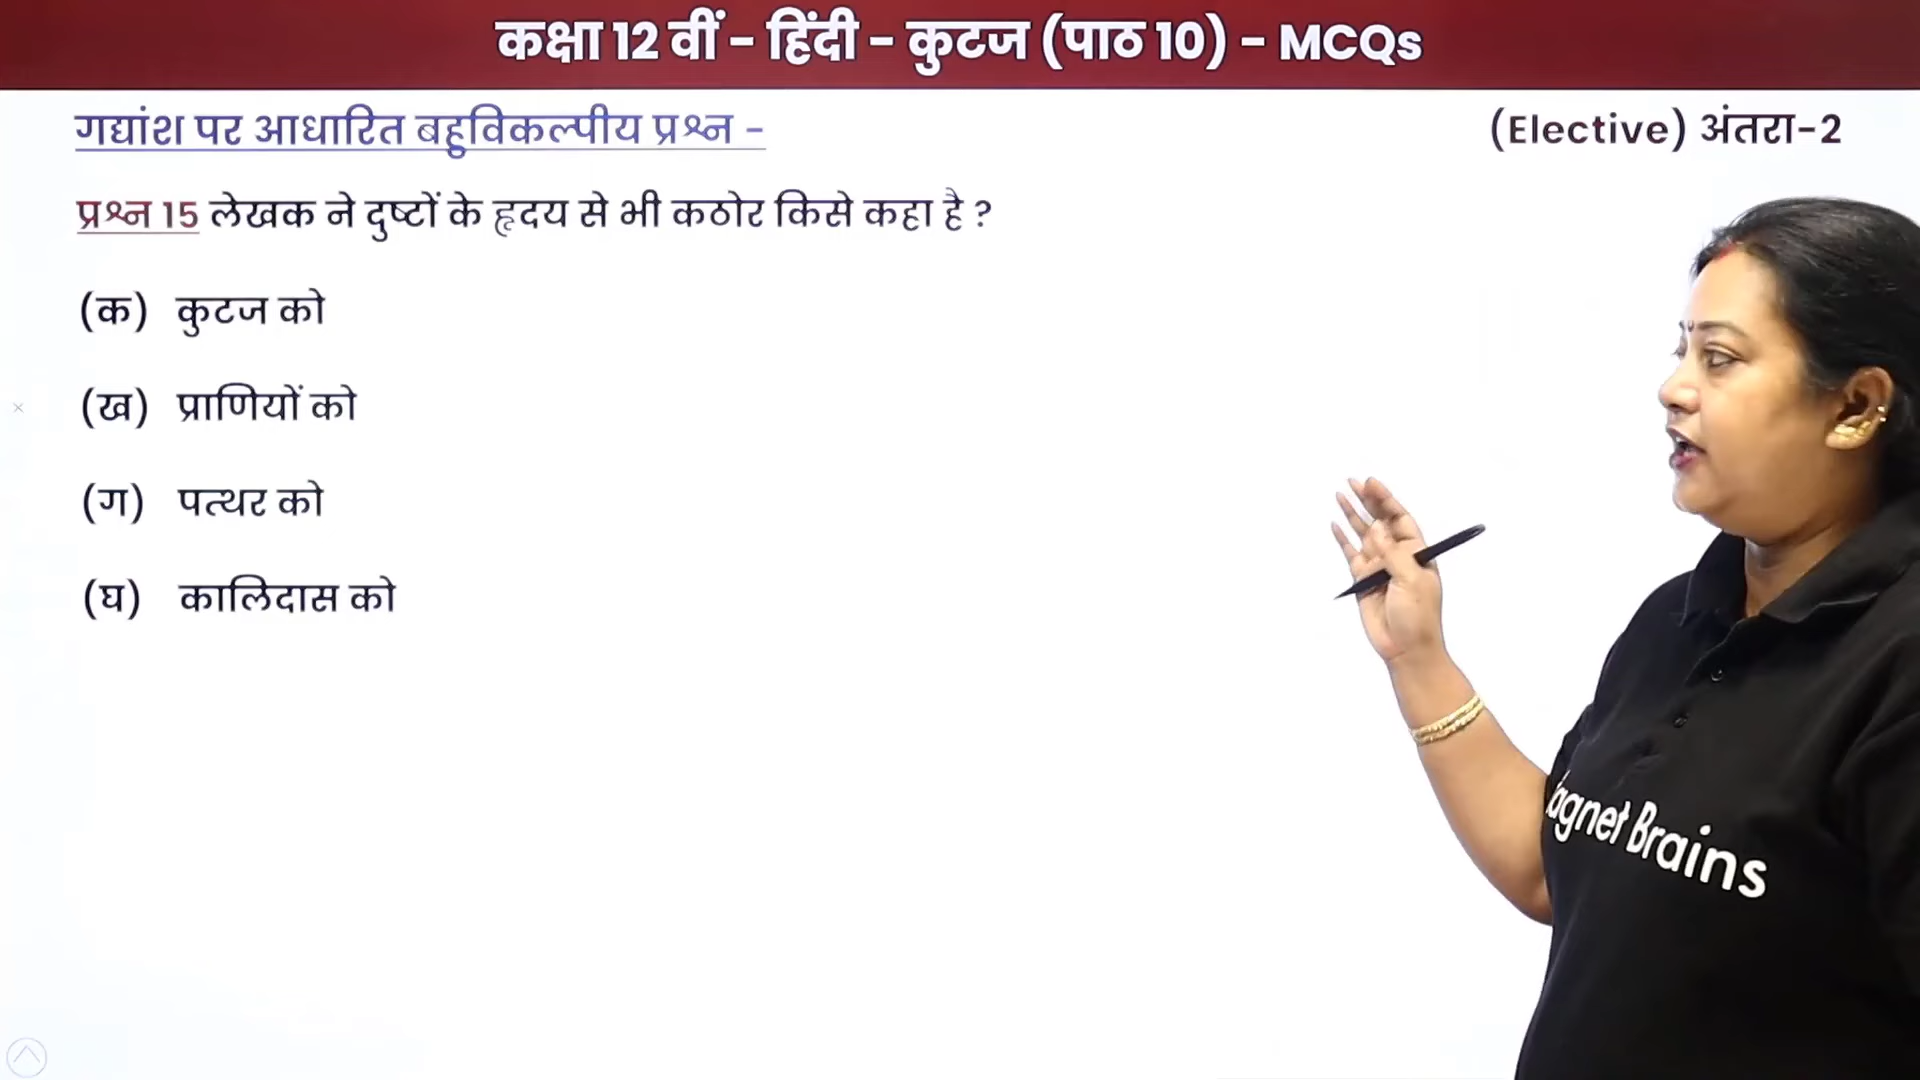 कक्षा 12 वीं - हिंदी - कुटज (पाठ 10) - MCQs
गद्यांश पर आधारित बहुविकल्पीय प्रश्न -
(Elective) अंतरा-2
प्रश्न 15 लेखक ने दुष्टों के हृदय से भी कठोर किसे कहा है ?
(क) कुटज को
(ख) प्राणियों को
(ग) पत्थर को
(घ) कालिदास को
agnet Brains